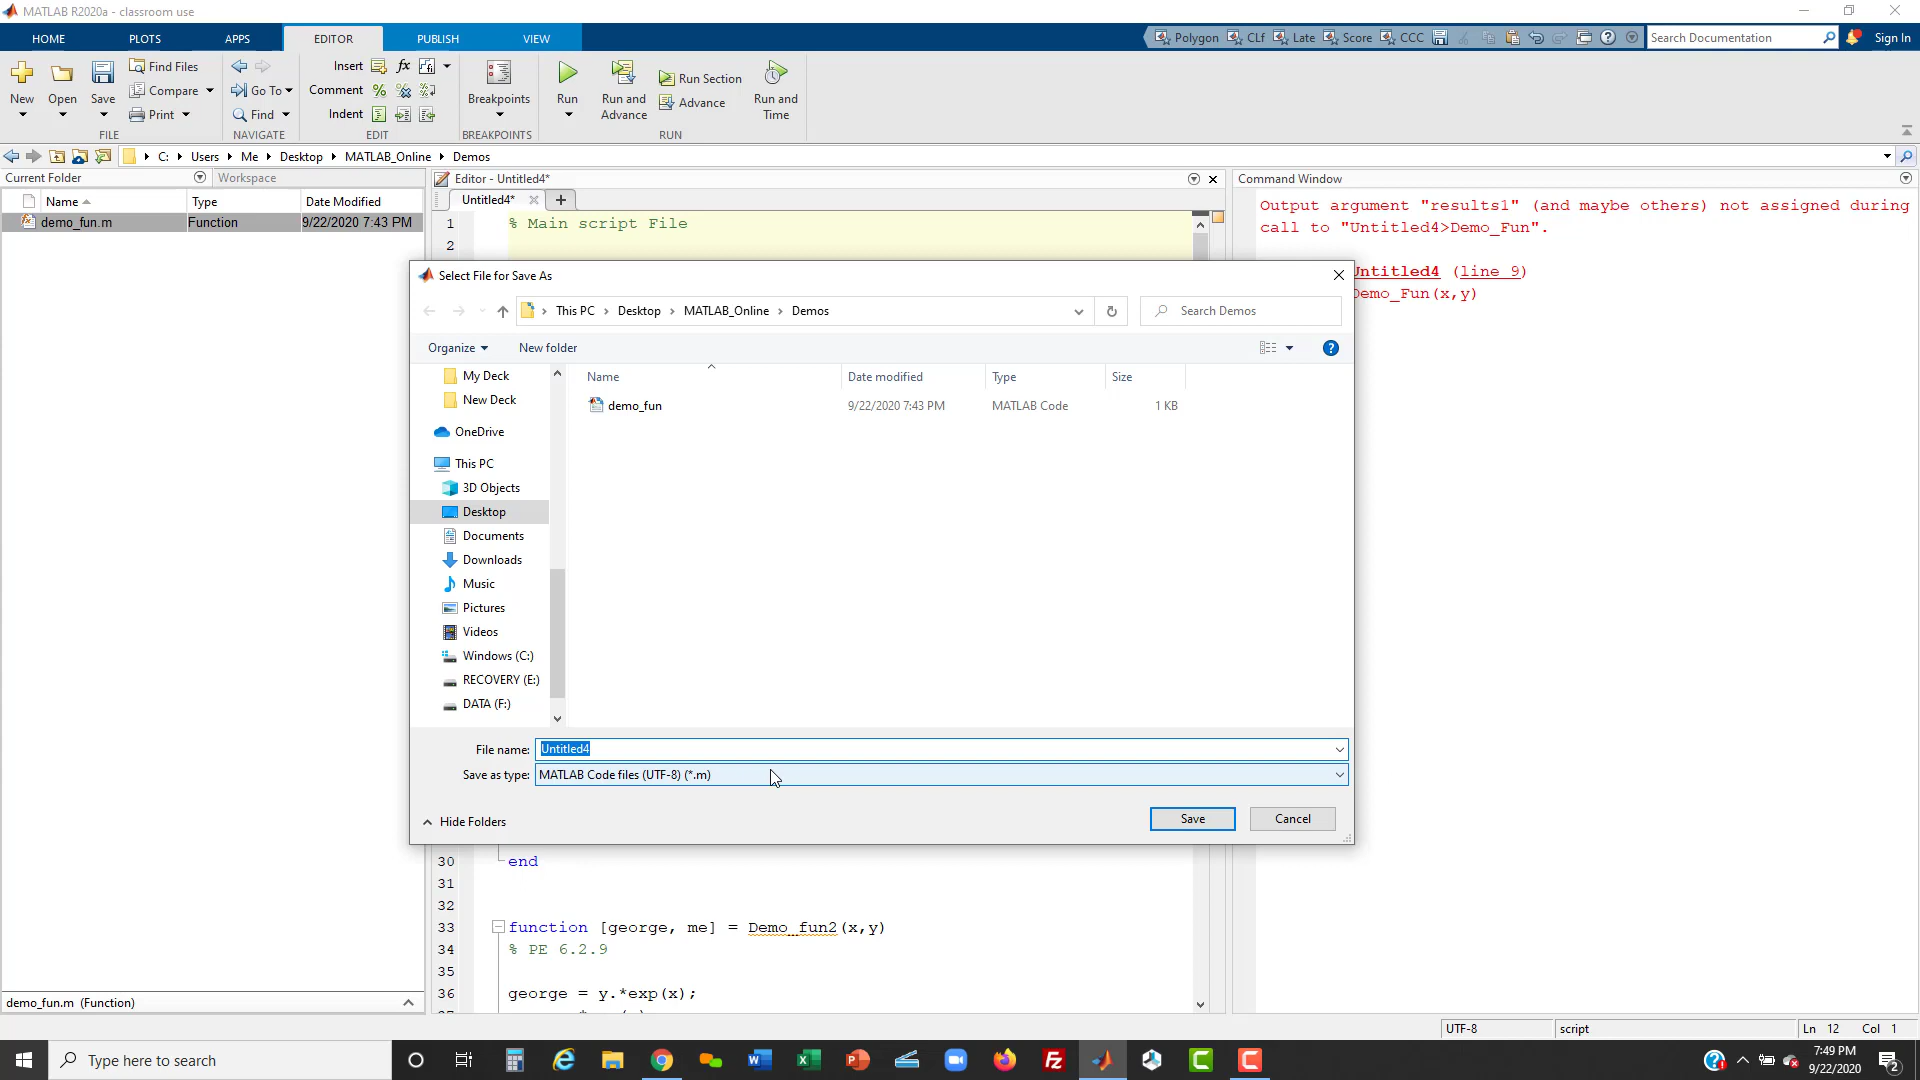 MATLAB R2020a - classroom use
HOME PLOTS APPS EDITOR PUBLISH VIEW
Polygon CLf Late Score CCC Search Documentation Sign In
New Open Save Find Files Compare Print
Go To Find
Insert fx
Comment %
Indent
Breakpoints Run Run and Advance Run Section Advance Run and Time
FILE NAVIGATE EDIT BREAKPOINTS RUN
C: Users Me Desktop MATLAB_Online Demos
Current Folder Workspace
Name Type Date Modified
demo_fun.m Function 9/22/2020 7:43 PM
Editor - Untitled4*
Untitled4*
1 % Main script File
2
Command Window
Output argument "results1" (and maybe others) not assigned during
call to "Untitled4>Demo_Fun".
Untitled4 (line 9)
Demo_Fun(x,y)
Select File for Save As
This PC Desktop MATLAB_Online Demos Search Demos
Organize New folder
My Deck
New Deck
OneDrive
This PC
3D Objects
Desktop
Documents
Downloads
Music
Pictures
Videos
Windows (C:)
RECOVERY (E:)
DATA (F:)
Name Date modified Type Size
demo_fun 9/22/2020 7:43 PM MATLAB Code 1 KB
File name: Untitled4
Save as type: MATLAB Code files (UTF-8) (*.m)
Hide Folders Save Cancel
30 end
31
32
33 function [george, me] = Demo_fun2(x,y)
34 % PE 6.2.9
35
36 george = y.*exp(x);
demo_fun.m (Function)
UTF-8 script Ln 12 Col 1
Type here to search
7:49 PM
9/22/2020
2